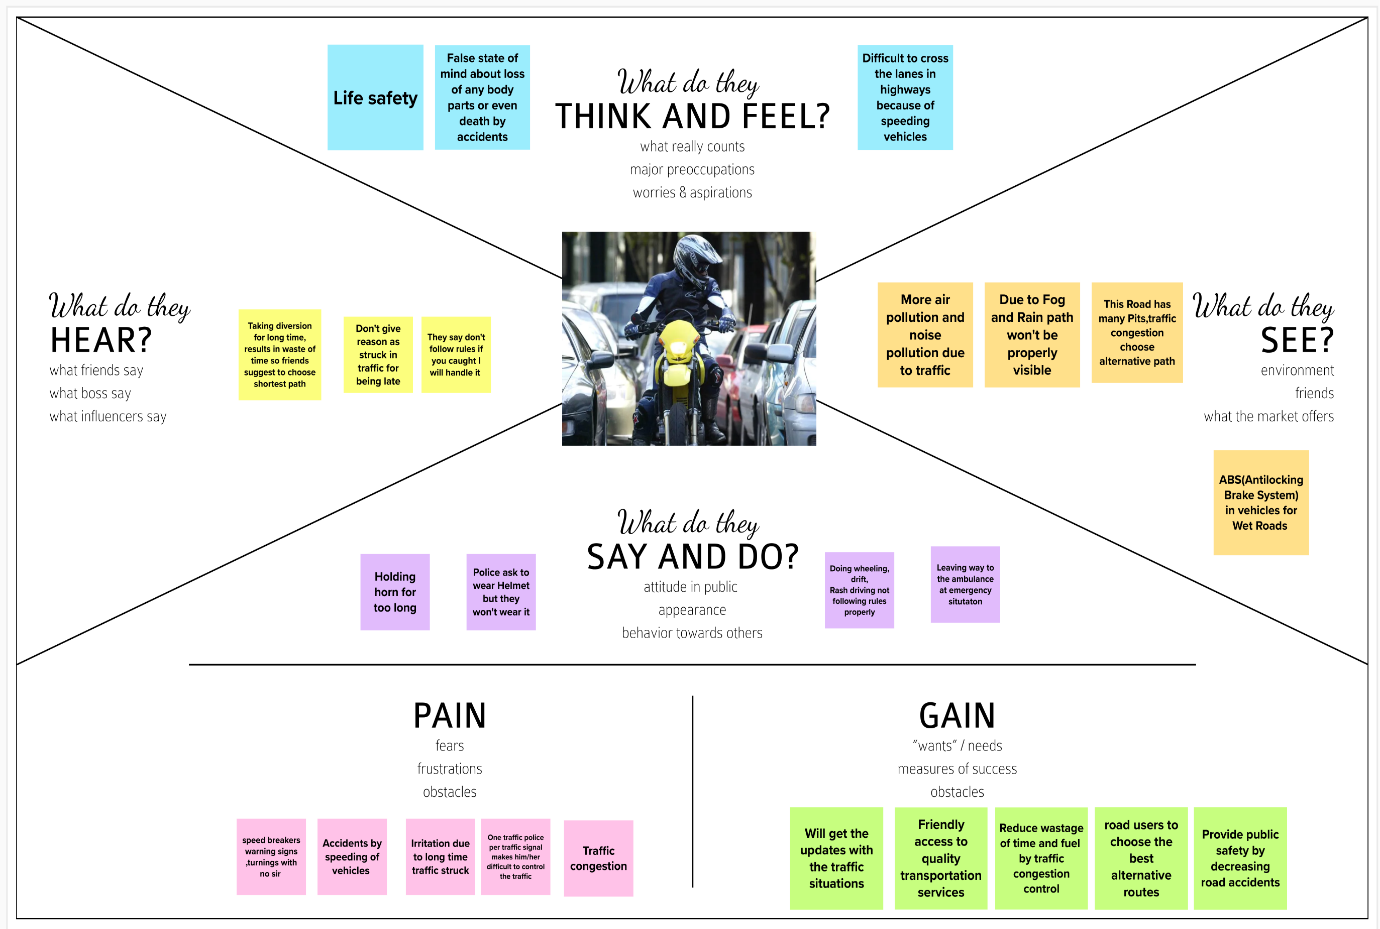 Life safety
False state of
mind about loss
of any body
parts or even
death by
accidents
What do they
THINK AND FEEL?
what really counts
major preoccupations
worries & aspirations
Difficult to cross
the lanes in
highways
because of
speeding
vehicles
What do they
HEAR?
what friends say
what boss say
what influencers say
Taking diversion
for long time,
results in waste of
time so friends
suggest to choose
shortest path
Don't give
reason as
struck in
traffic for
being late
They say don't
follow rules if
you caught I
will handle it
More air
pollution and
noise
pollution due
to traffic
Due to Fog
and Rain path
won't be
properly
visible
This Road has
many Pits,traffic
congestion
choose
alternative path
What do they
SEE?
environment
friends
what the market offers
ABS(Antilocking
Brake System)
in vehicles for
Wet Roads
What do they
SAY AND DO?
attitude in public
appearance
behavior towards others
Holding
horn for
too long
Police ask to
wear Helmet
but they
won't wear it
Doing wheeling,
drift,
Rash driving not
following rules
properly
Leaving way to
the ambulance
at emergency
situtaton
PAIN
fears
frustrations
obstacles
speed breakers
warning signs
,turnings with
no sir
Accidents by
speeding of
vehicles
Irritation due
to long time
traffic struck
One traffic police
per traffic signal
makes him/her
difficult to control
the traffic
Traffic
congestion
GAIN
"wants" / needs
measures of success
obstacles
Will get the
updates with
the traffic
situations
Friendly
access to
quality
transportation
services
Reduce wastage
of time and fuel
by traffic
congestion
control
road users to
choose the
best
alternative
routes
Provide public
safety by
decreasing
road accidents